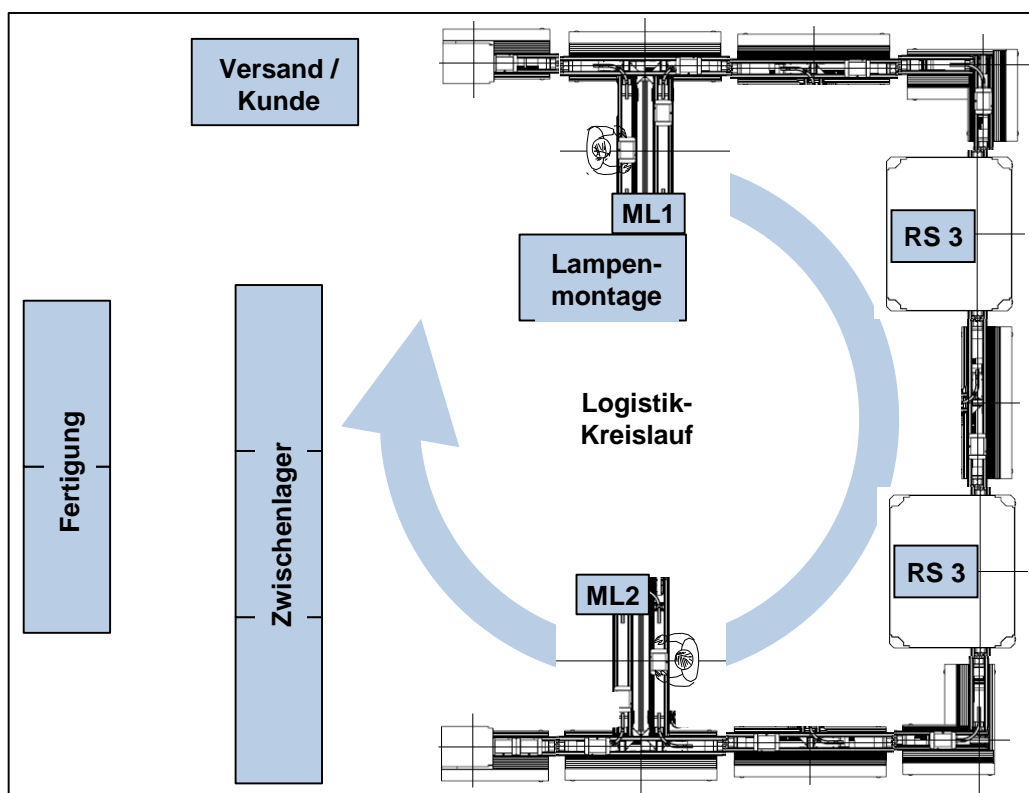 Versand /
Kunde
ML1
Lampen-
montage
RS 3
Logistik-
Kreislauf
Fertigung
Zwischenlager
RS 3
ML2